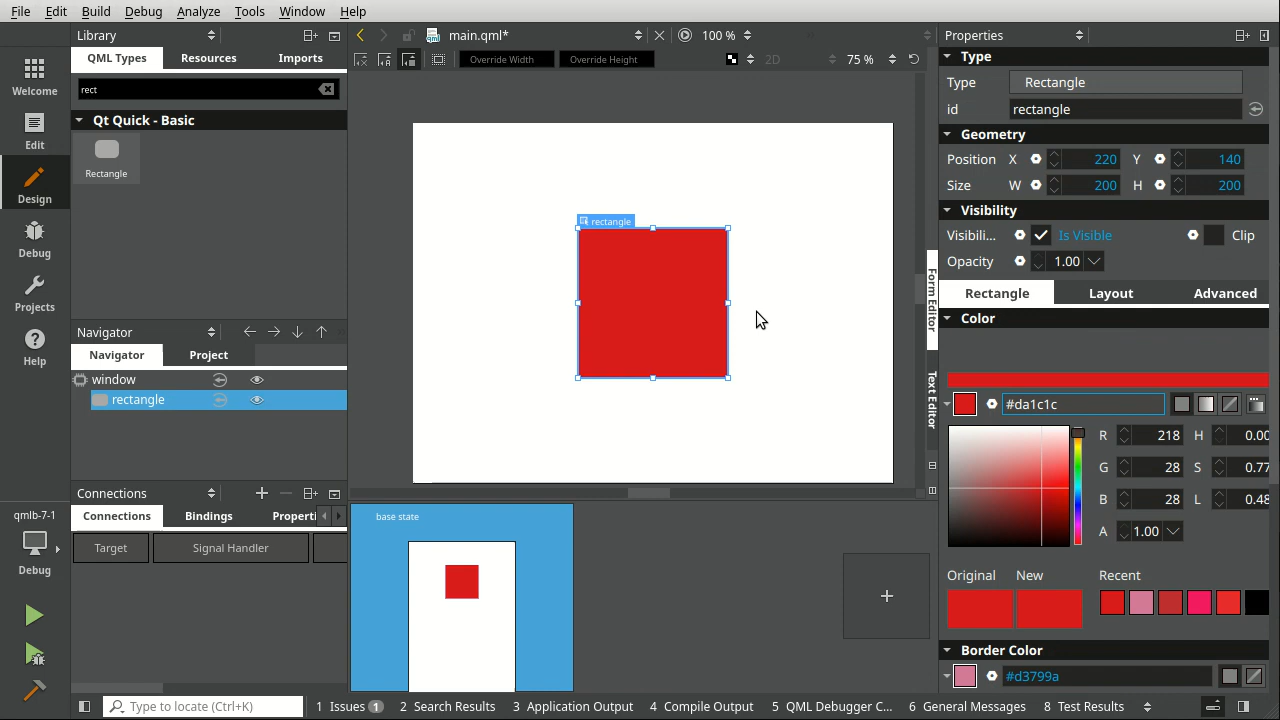 File Edit Build Debug Analyze Tools Window Help
Library
main.qml*
100 %
Properties
QML Types Resources Imports
Override Width Override Height
2D
75 %
Type
Type Rectangle
rect
id rectangle
Qt Quick - Basic
Rectangle
Geometry
Position X 220 Y 140
Size W 200 H 200
Visibility
Visibili... Is Visible Clip
Opacity 1.00
Rectangle Layout Advanced
Color
#da1c1c
R 218 H 0.00
G 28 S 0.77
B 28 L 0.48
A 1.00
Original New Recent
Border Color
#d3799a
Welcome
Edit
Design
Debug
Projects
Help
rectangle
Form Editor
Text Editor
Navigator
Navigator Project
window
rectangle
Connections
Connections Bindings Properti
Target Signal Handler
base state
+
qmlb-7-1
Debug
Type to locate (Ctrl+K)
1 Issues 1 2 Search Results 3 Application Output 4 Compile Output 5 QML Debugger C... 6 General Messages 8 Test Results